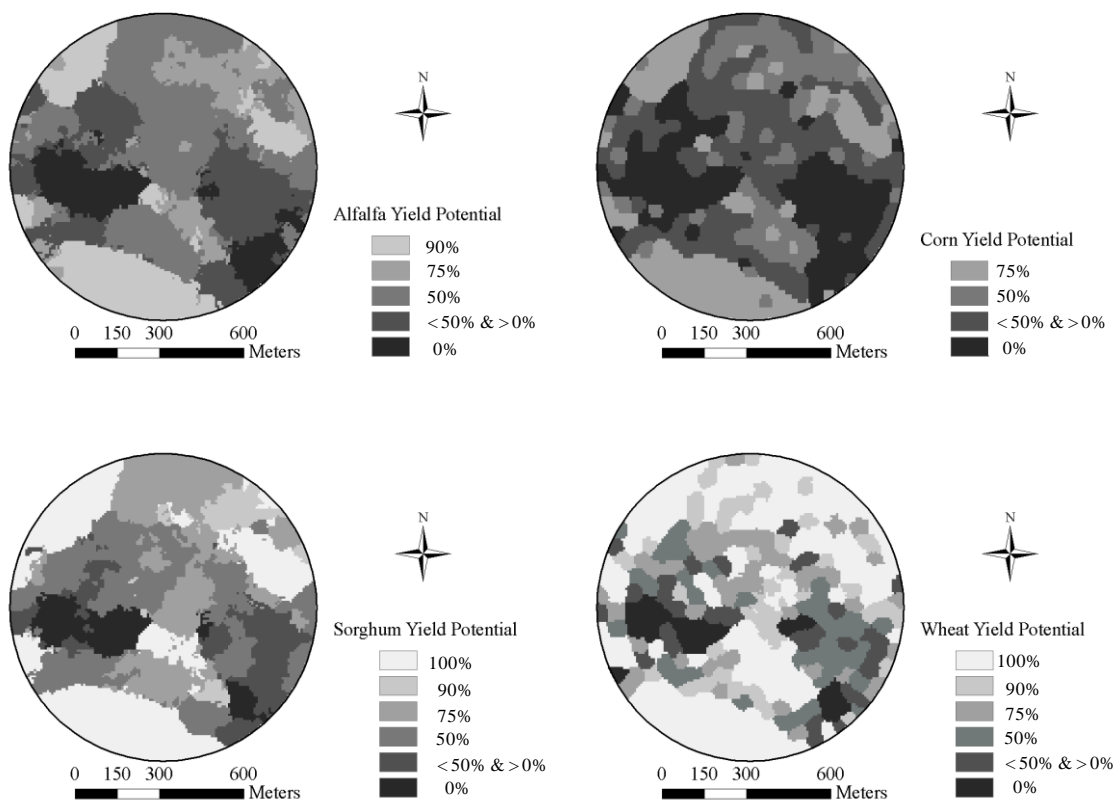 N
Alfalfa Yield Potential
90%
75%
50%
<50% & >0%
0%
0 150 300 600
Meters
N
Corn Yield Potential
75%
50%
<50% & >0%
0%
0 150 300 600
Meters
N
Sorghum Yield Potential
100%
90%
75%
50%
<50% & >0%
0%
0 150 300 600
Meters
N
Wheat Yield Potential
100%
90%
75%
50%
<50% & >0%
0%
0 150 300 600
Meters